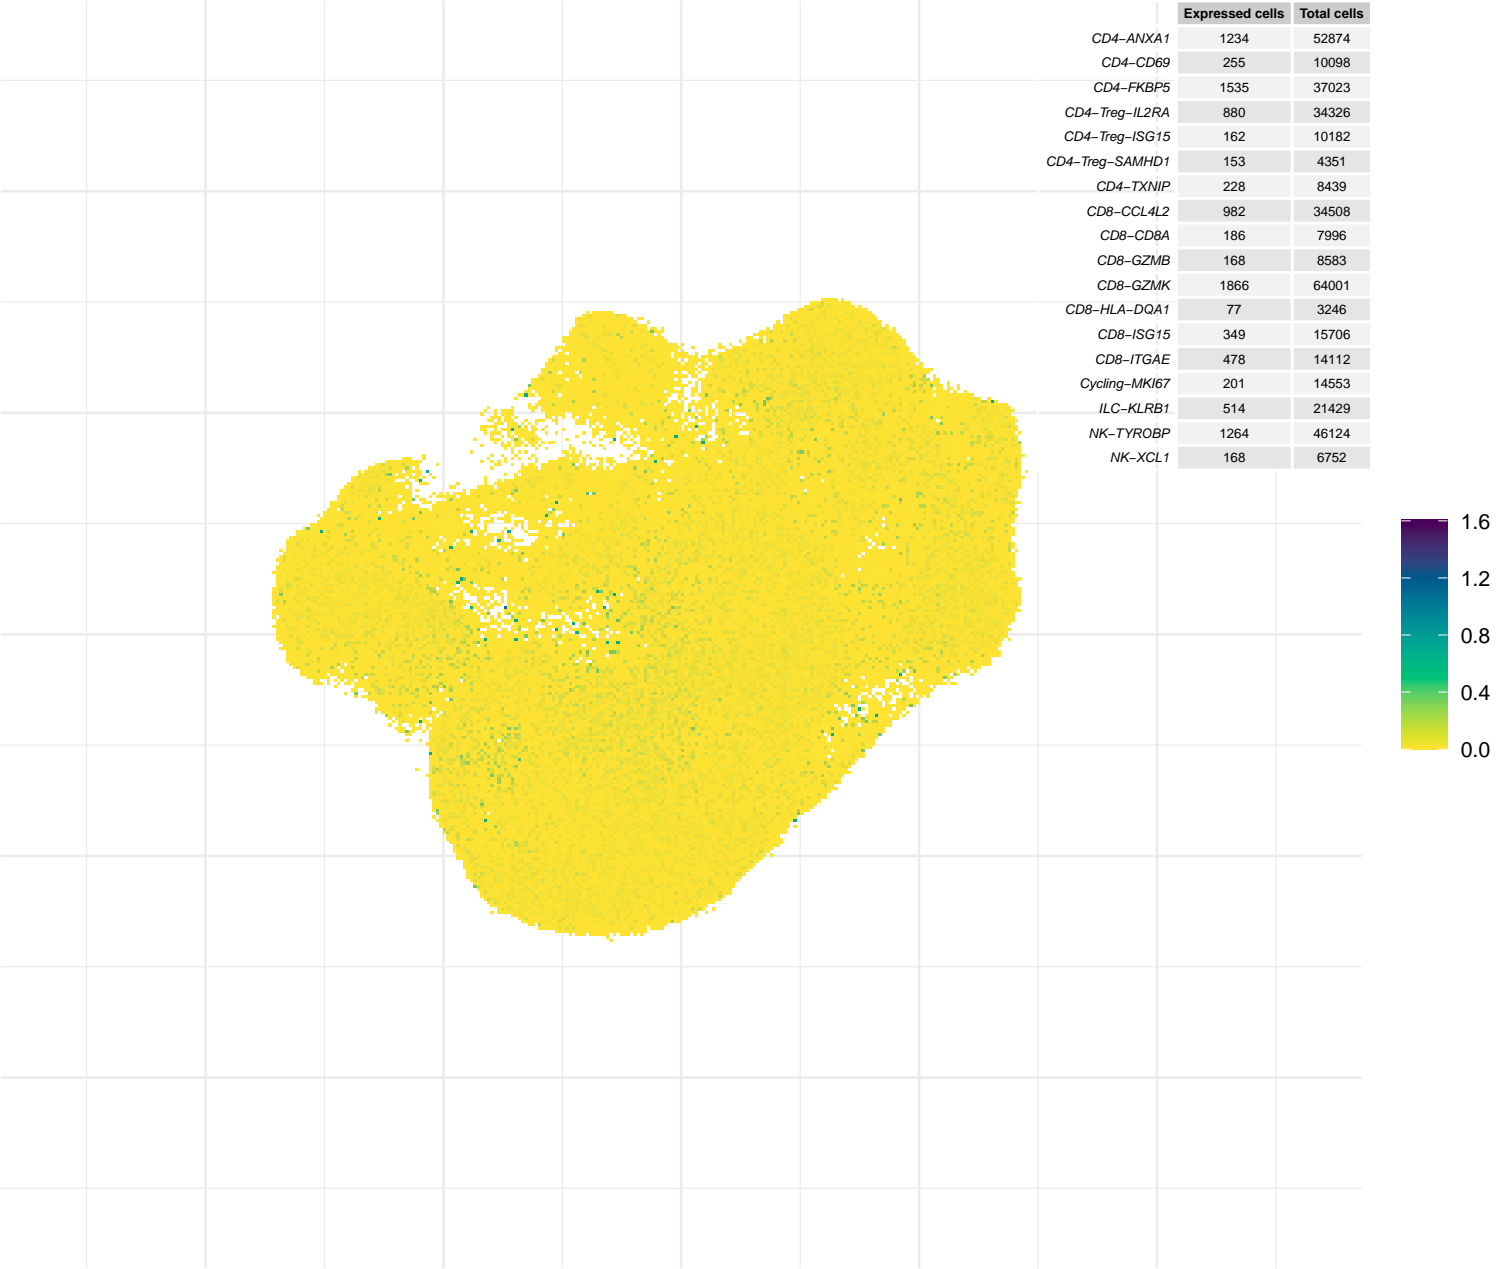 Expressed cells Total cells
CD4−ANXA1 1234 52874
CD4−CD69 255 10098
CD4−FKBP5 1535 37023
CD4−Treg−IL2RA 880 34326
CD4−Treg−ISG15 162 10182
CD4−Treg−SAMHD1 153 4351
CD4−TXNIP 228 8439
CD8−CCL4L2 982 34508
CD8−CD8A 186 7996
CD8−GZMB 168 8583
CD8−GZMK 1866 64001
CD8−HLA−DQA1 77 3246
CD8−ISG15 349 15706
CD8−ITGAE 478 14112
Cycling−MKI67 201 14553
ILC−KLRB1 514 21429
NK−TYROBP 1264 46124
NK−XCL1 168 6752
1.6
1.2
0.8
0.4
0.0